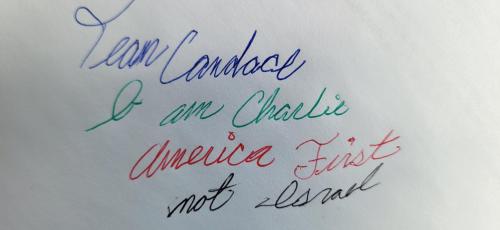 Team Candace
I am Charlie
America First
not Israel